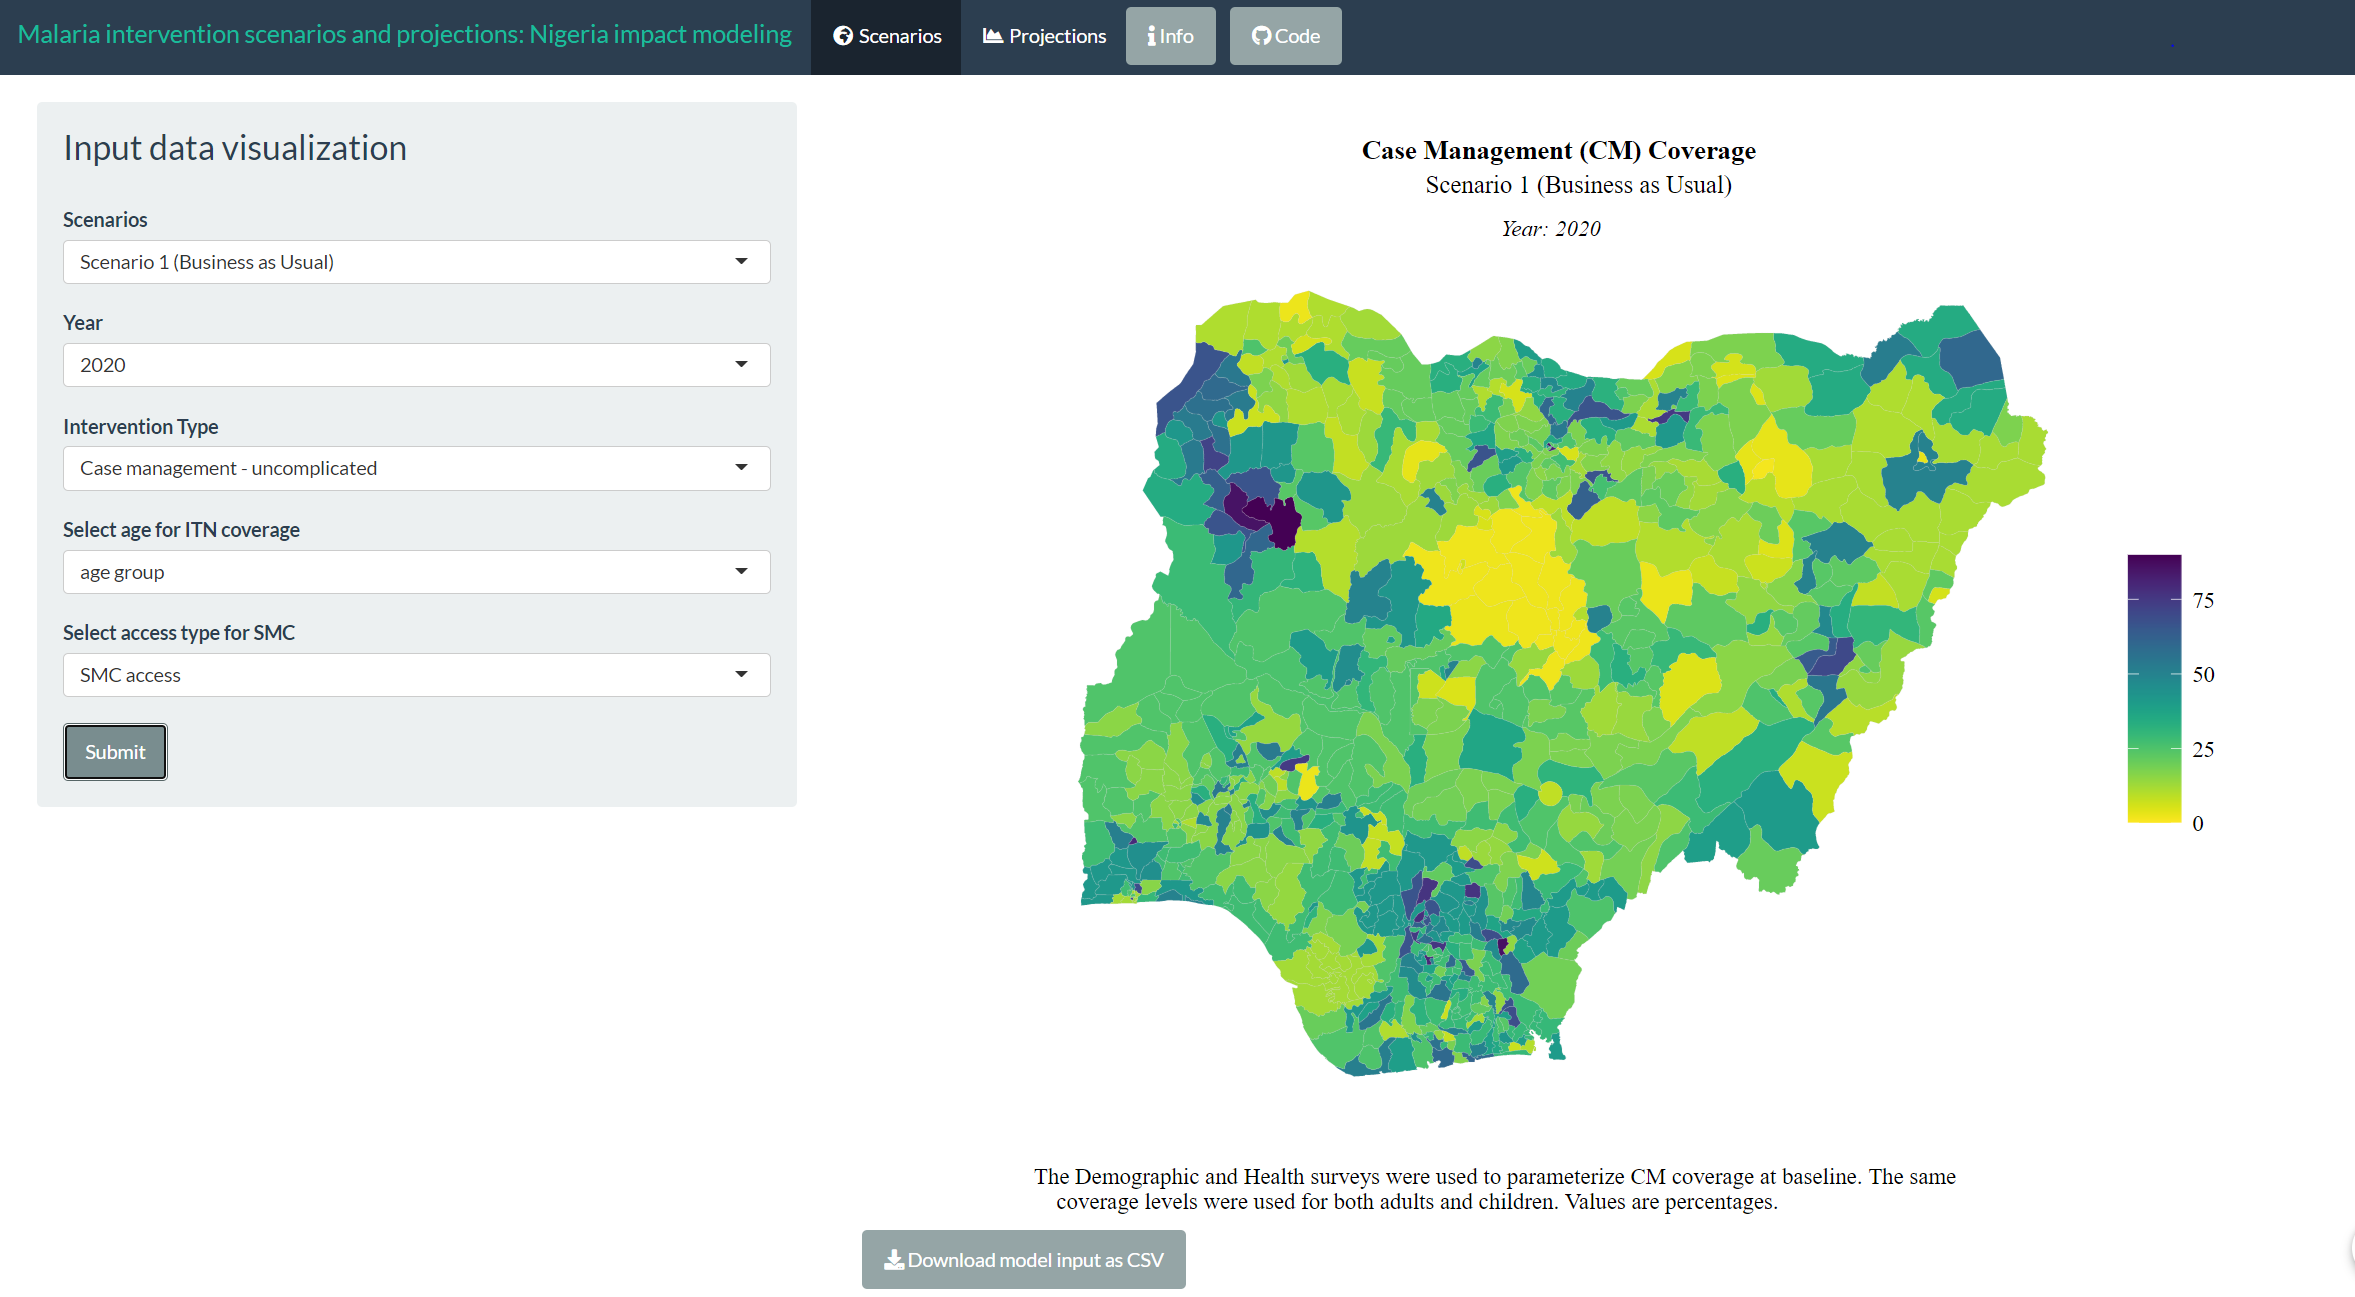 Malaria intervention scenarios and projections: Nigeria impact modeling
Scenarios
Projections
Info
Code
Input data visualization
Scenarios
Scenario 1 (Business as Usual)
Year
2020
Intervention Type
Case management - uncomplicated
Select age for ITN coverage
age group
Select access type for SMC
SMC access
Submit
Case Management (CM) Coverage
Scenario 1 (Business as Usual)
Year: 2020
75
50
25
0
The Demographic and Health surveys were used to parameterize CM coverage at baseline. The same
coverage levels were used for both adults and children. Values are percentages.
Download model input as CSV